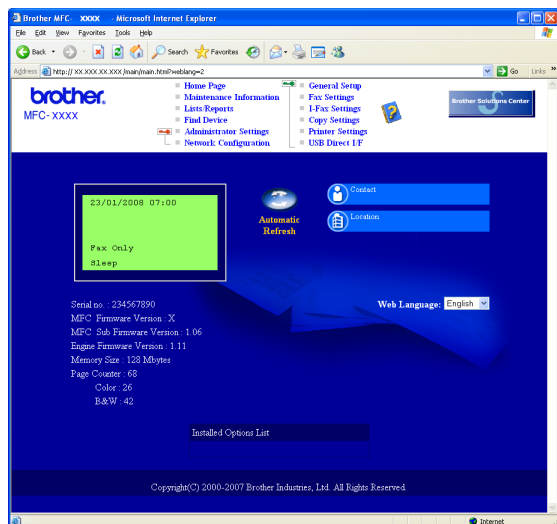 Brother MFC- XXXX - Microsoft Internet Explorer
File Edit View Favorites Tools Help
Back Search Favorites
Address http:// XX.XXX.XX.XXX /main/main.html?weblang=2 Go Links »
brother.
MFC- XXXX
Home Page
Maintenance Information
Lists/Reports
Find Device
Administrator Settings
Network Configuration
General Setup
Fax Settings
I-Fax Settings
Copy Settings
Printer Settings
USB Direct I/F
Brother Solutions Center
23/01/2008 07:00
Fax Only
Sleep
Automatic
Refresh
Contact
Location
Serial no. : 234567890
MFC Firmware Version : X
MFC Sub Firmware Version : 1.06
Engine Firmware Version : 1.11
Memory Size : 128 Mbytes
Page Counter : 68
Color : 26
B&W : 42
Web Language: English
Installed Options List
Copyright(C) 2000-2007 Brother Industries, Ltd. All Rights Reserved.
Internet